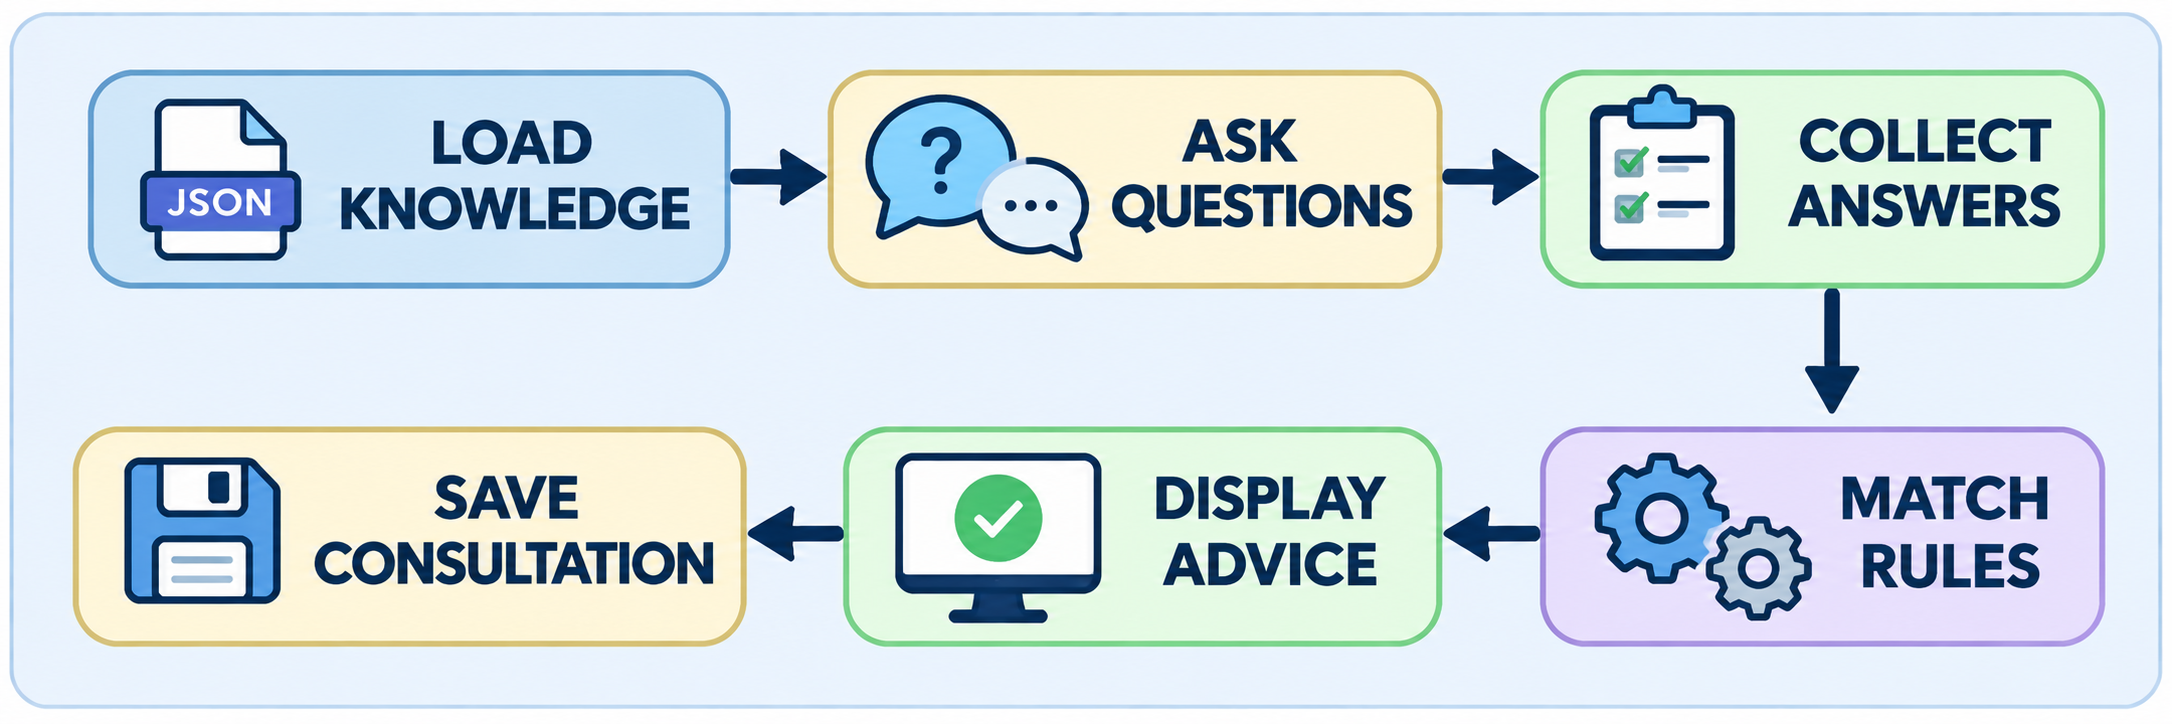 JSON
LOAD
KNOWLEDGE
?
...
ASK
QUESTIONS
COLLECT
ANSWERS
MATCH
RULES
DISPLAY
ADVICE
SAVE
CONSULTATION